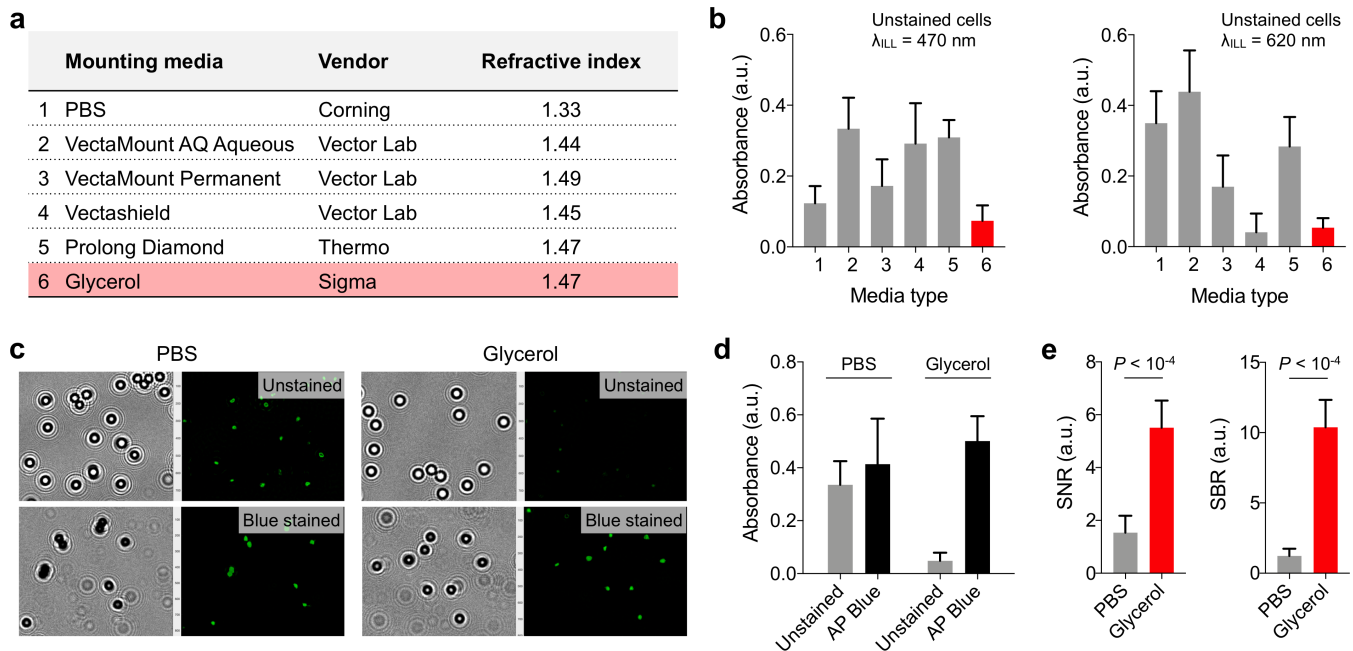 a
Mounting media Vendor Refractive index
1 PBS Corning 1.33
2 VectaMount AQ Aqueous Vector Lab 1.44
3 VectaMount Permanent Vector Lab 1.49
4 Vectashield Vector Lab 1.45
5 Prolong Diamond Thermo 1.47
6 Glycerol Sigma 1.47
b
Unstained cells
λILL = 470 nm
Absorbance (a.u.)
0.6
0.4
0.2
0.0
1 2 3 4 5 6
Media type
Unstained cells
λILL = 620 nm
Absorbance (a.u.)
0.6
0.4
0.2
0.0
1 2 3 4 5 6
Media type
c
PBS Glycerol
Unstained Unstained
Blue stained Blue stained
d
PBS Glycerol
Absorbance (a.u.)
0.8
0.6
0.4
0.2
0.0
Unstained AP Blue Unstained AP Blue
e
P < 10-4
SNR (a.u.)
8
6
4
2
0
PBS Glycerol
P < 10-4
SBR (a.u.)
15
10
5
0
PBS Glycerol